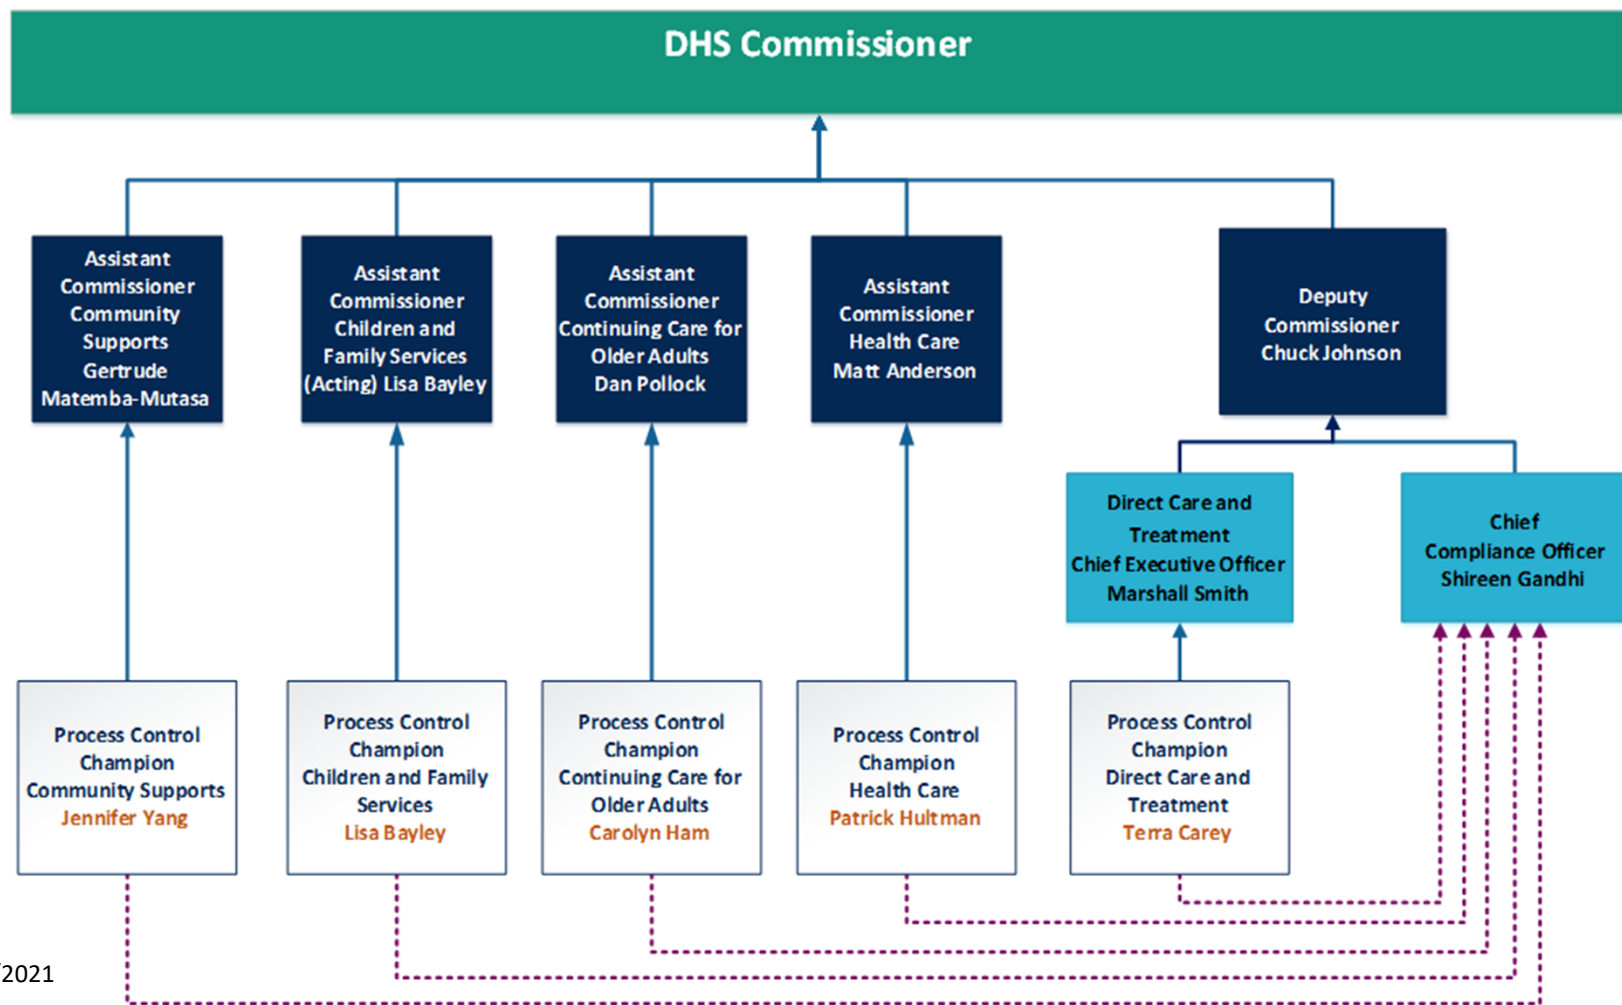 DHS Commissioner
Assistant
Commissioner
Community
Supports
Gertrude
Matemba-Mutasa
Assistant
Commissioner
Children and
Family Services
(Acting) Lisa Bayley
Assistant
Commissioner
Continuing Care for
Older Adults
Dan Pollock
Assistant
Commissioner
Health Care
Matt Anderson
Deputy
Commissioner
Chuck Johnson
Direct Care and
Treatment
Chief Executive Officer
Marshall Smith
Chief
Compliance Officer
Shireen Gandhi
Process Control
Champion
Community Supports
Jennifer Yang
Process Control
Champion
Children and Family
Services
Lisa Bayley
Process Control
Champion
Continuing Care for
Older Adults
Carolyn Ham
Process Control
Champion
Health Care
Patrick Hultman
Process Control
Champion
Direct Care and
Treatment
Terra Carey
/2021